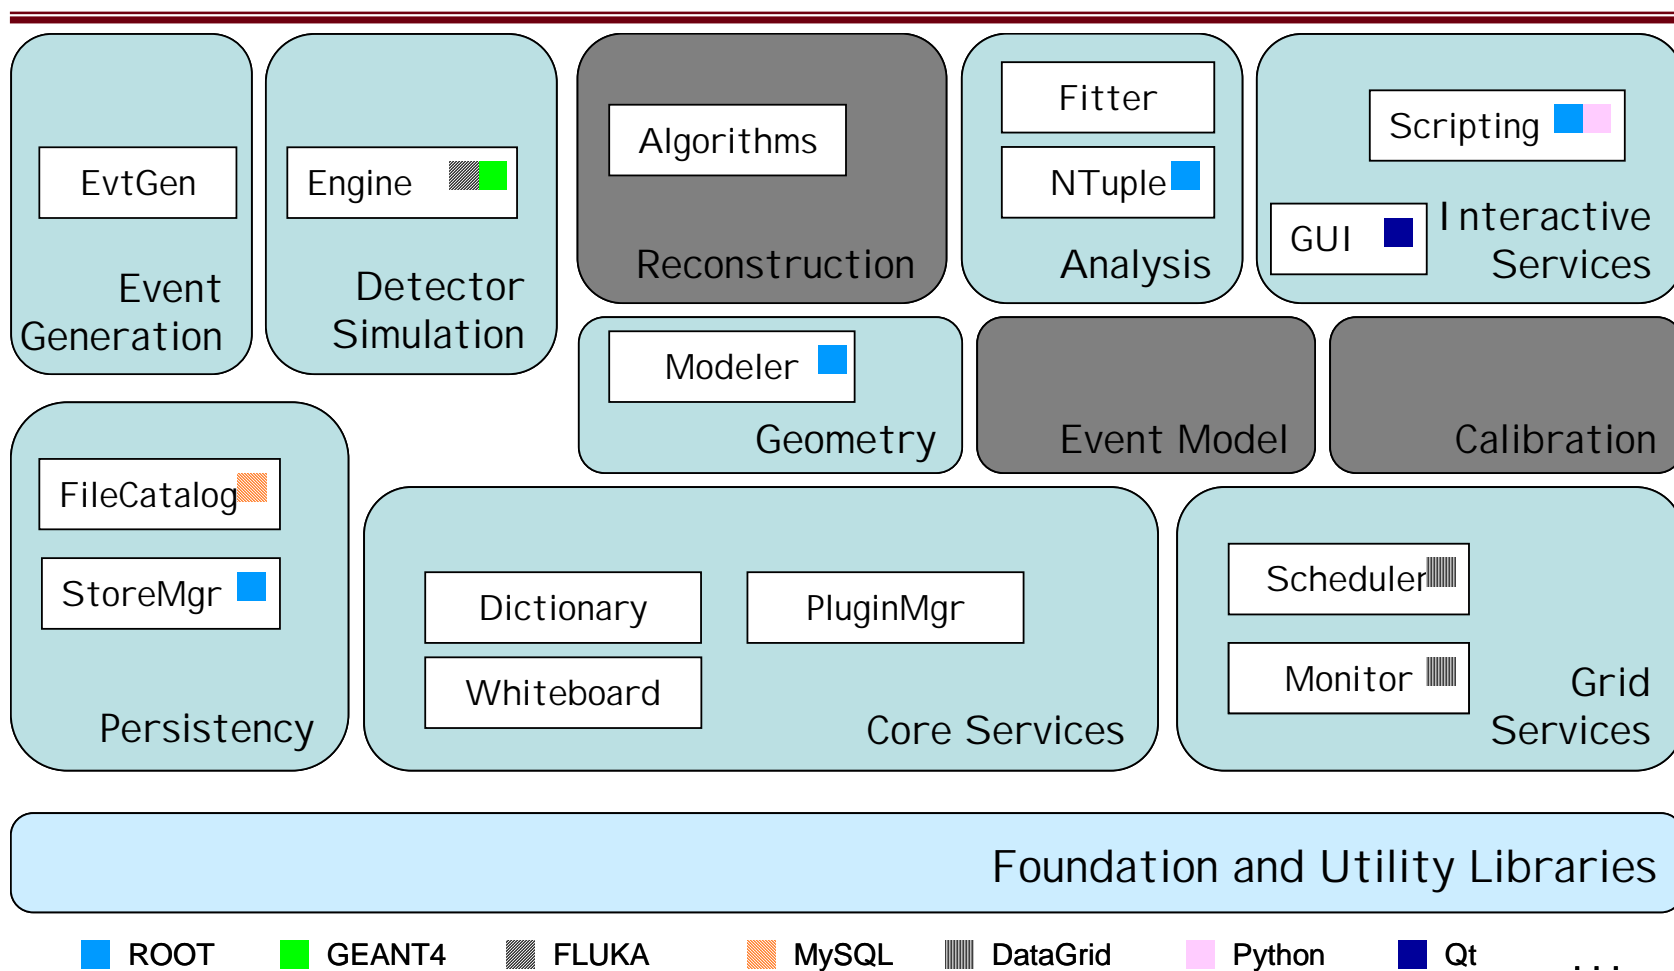 EvtGen
Event
Generation
Engine
Detector
Simulation
Algorithms
Reconstruction
Fitter
NTuple
Analysis
Scripting
GUI
Interactive
Services
Modeler
Geometry
Event Model
Calibration
FileCatalog
StoreMgr
Persistency
Dictionary
PluginMgr
Whiteboard
Core Services
Scheduler
Monitor
Grid
Services
Foundation and Utility Libraries
ROOT GEANT4 FLUKA MySQL DataGrid Python Qt ...